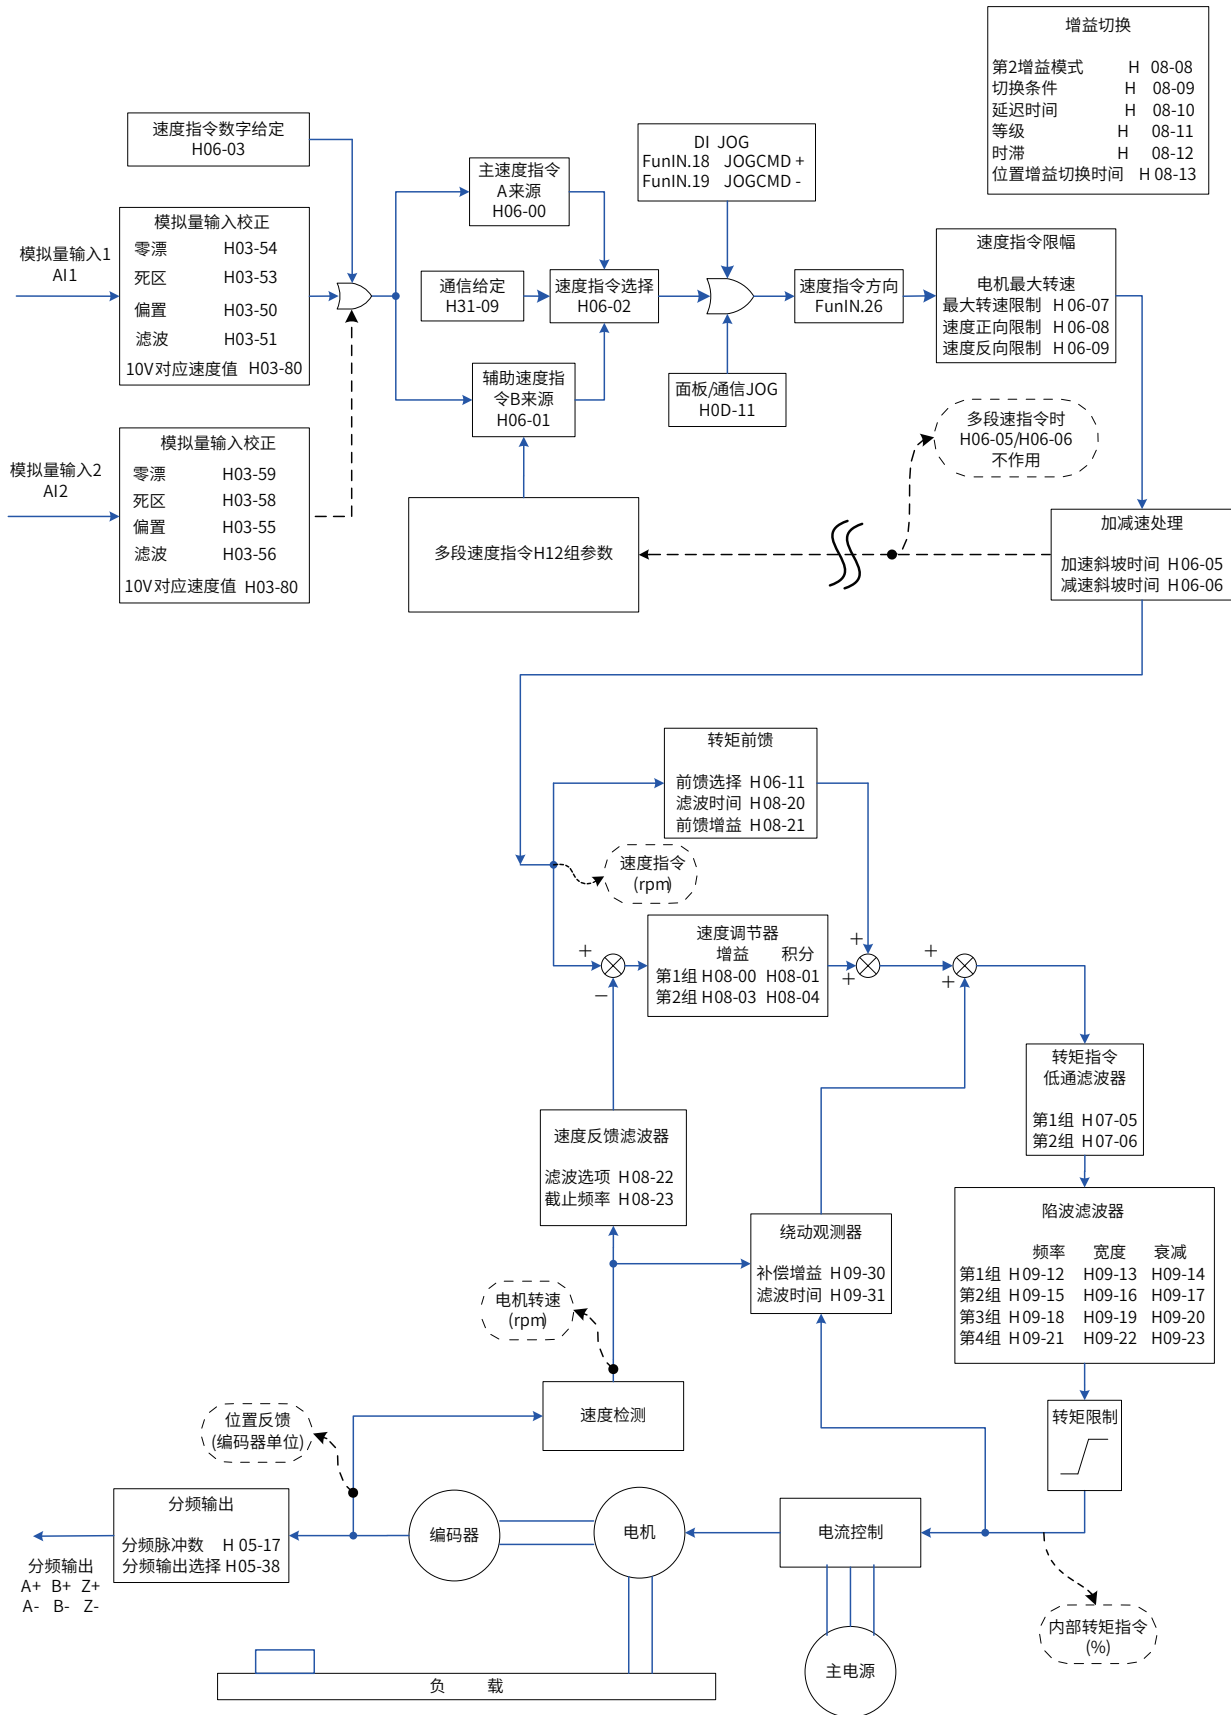 增益切换
第2增益模式 H 08-08
切换条件 H 08-09
延迟时间 H 08-10
等级 H 08-11
时滞 H 08-12
位置增益切换时间 H 08-13
速度指令数字给定
H06-03
模拟量输入1
AI1
模拟量输入校正
零漂 H03-54
死区 H03-53
偏置 H03-50
滤波 H03-51
10V对应速度值 H03-80
模拟量输入2
AI2
模拟量输入校正
零漂 H03-59
死区 H03-58
偏置 H03-55
滤波 H03-56
10V对应速度值 H03-80
主速度指令
A来源
H06-00
通信给定
H31-09
速度指令选择
H06-02
辅助速度指
令B来源
H06-01
多段速度指令H12组参数
DI JOG
FunIN.18 JOGCMD +
FunIN.19 JOGCMD -
面板/通信JOG
H0D-11
速度指令方向
FunIN.26
速度指令限幅
电机最大转速
最大转速限制 H06-07
速度正向限制 H06-08
速度反向限制 H06-09
多段速指令时
H06-05/H06-06
不作用
加减速处理
加速斜坡时间 H06-05
减速斜坡时间 H06-06
转矩前馈
前馈选择 H06-11
滤波时间 H08-20
前馈增益 H08-21
速度指令
(rpm)
速度调节器
增益 积分
第1组 H08-00 H08-01
第2组 H08-03 H08-04
+
−
+
+
+
+
转矩指令
低通滤波器
第1组 H07-05
第2组 H07-06
速度反馈滤波器
滤波选项 H08-22
截止频率 H08-23
绕动观测器
补偿增益 H09-30
滤波时间 H09-31
陷波滤波器
频率 宽度 衰减
第1组 H09-12 H09-13 H09-14
第2组 H09-15 H09-16 H09-17
第3组 H09-18 H09-19 H09-20
第4组 H09-21 H09-22 H09-23
电机转速
(rpm)
速度检测
转矩限制
位置反馈
(编码器单位)
分频输出
分频脉冲数 H 05-17
分频输出选择 H05-38
分频输出
A+ B+ Z+
A- B- Z-
编码器
电机
电流控制
内部转矩指令
(%)
主电源
负 载